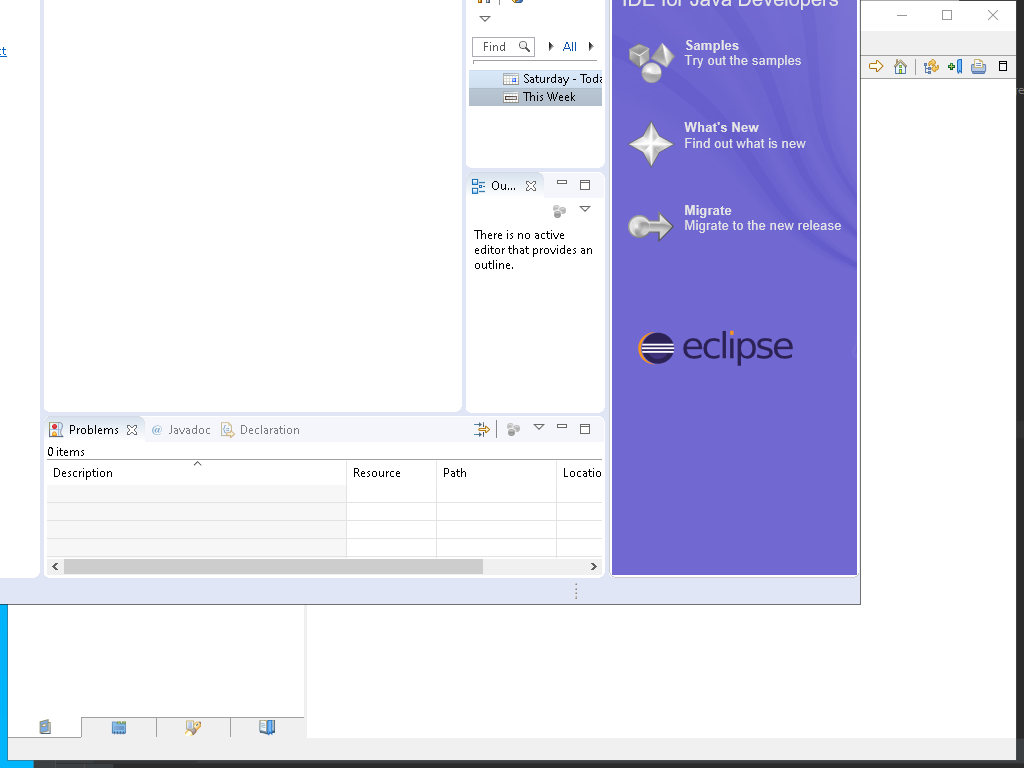 IDE for Java Developers
Samples
Try out the samples
Find
All
ct
Saturday - Toda
This Week
What's New
Find out what is new
Ou...
There is no active
editor that provides an
outline.
Migrate
Migrate to the new release
eclipse
Problems
@ Javadoc
Declaration
0 items
Description
Resource
Path
Locatio